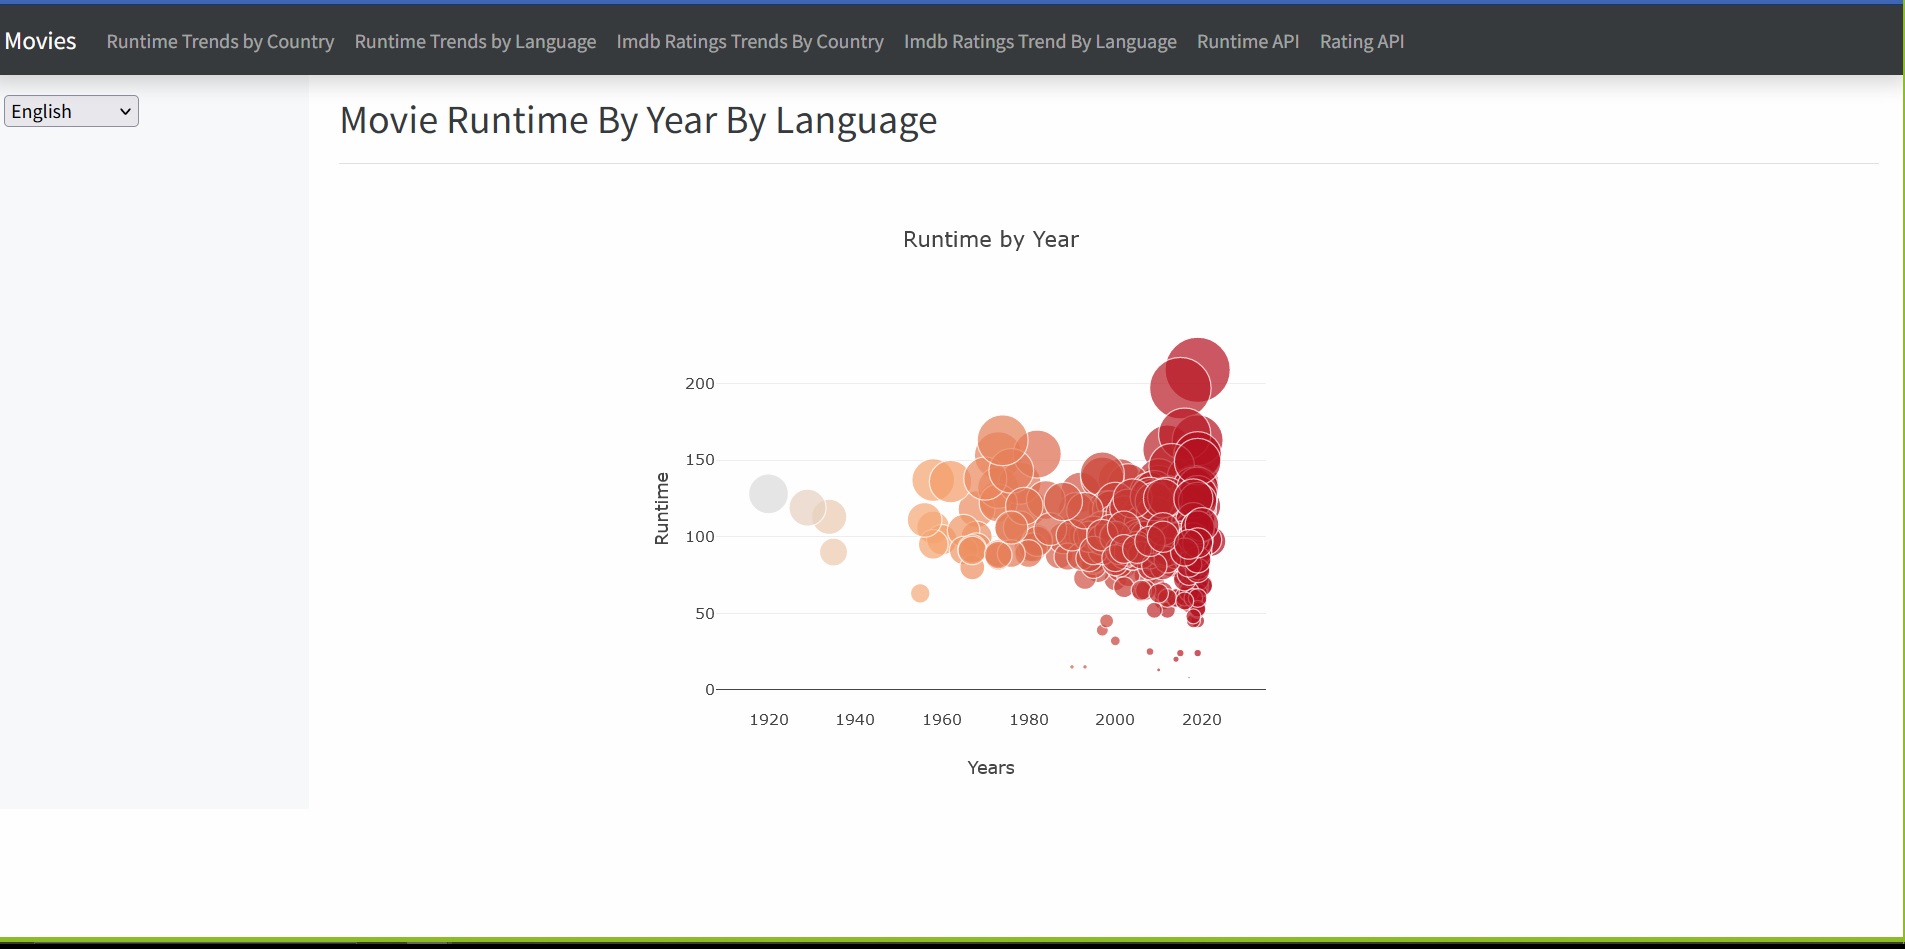 Movies Runtime Trends by Country Runtime Trends by Language Imdb Ratings Trends By Country Imdb Ratings Trend By Language Runtime API Rating API
English
Movie Runtime By Year By Language
Runtime by Year
200
150
100
50
0
Runtime
1920 1940 1960 1980 2000 2020
Years